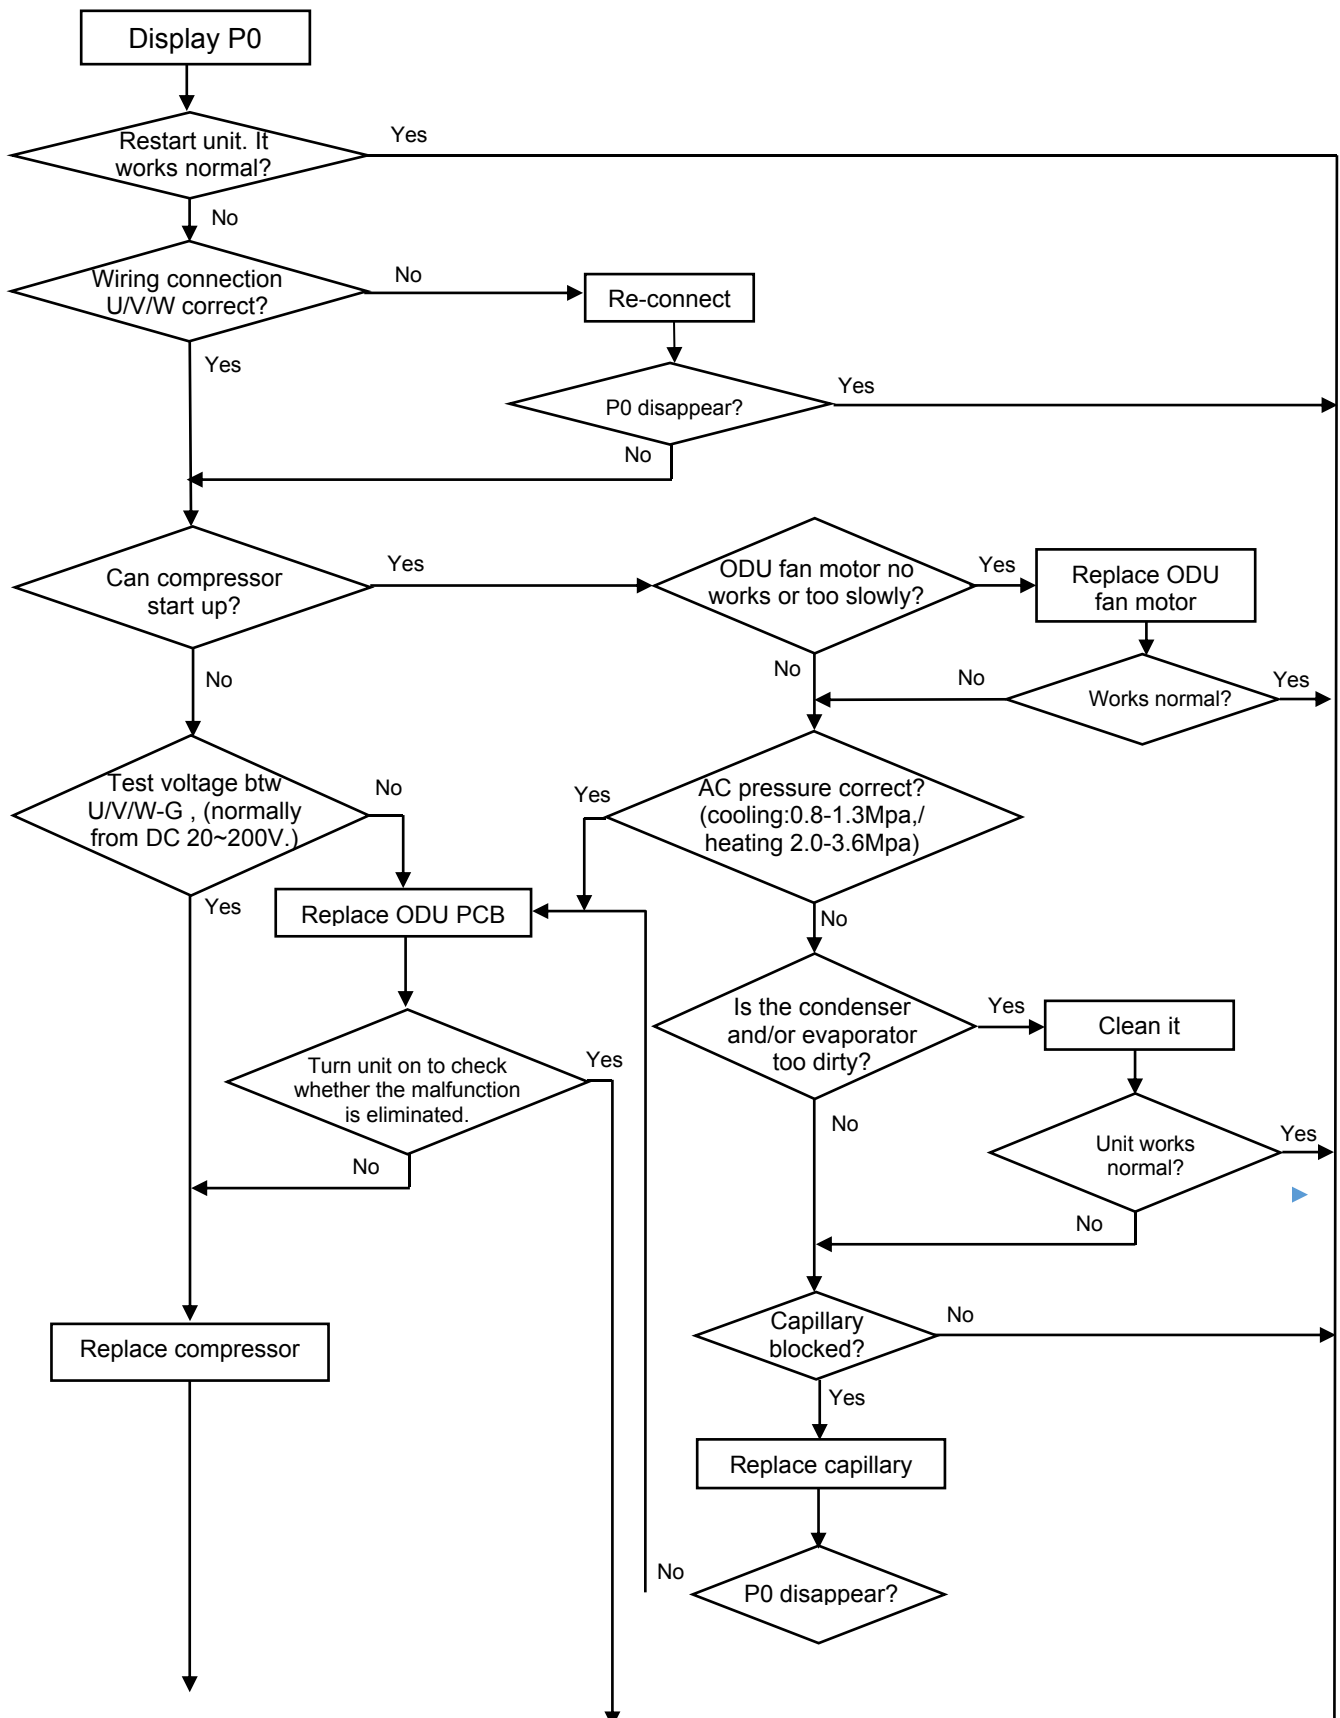 Display P0
Restart unit. It
works normal?
Yes
No
Wiring connection
U/V/W correct?
No
Re-connect
Yes
P0 disappear?
Yes
No
Can compressor
start up?
Yes
ODU fan motor no
works or too slowly?
Yes
Replace ODU
fan motor
No
No
No
Works normal?
Yes
Test voltage btw
U/V/W-G , (normally
from DC 20~200V.)
No
Yes
AC pressure correct?
(cooling:0.8-1.3Mpa,/
heating 2.0-3.6Mpa)
Yes
Replace ODU PCB
No
Is the condenser
and/or evaporator
too dirty?
Yes
Clean it
Turn unit on to check
whether the malfunction
is eliminated.
Yes
No
No
Unit works
normal?
Yes
No
Replace compressor
Capillary
blocked?
No
Yes
Replace capillary
No
P0 disappear?